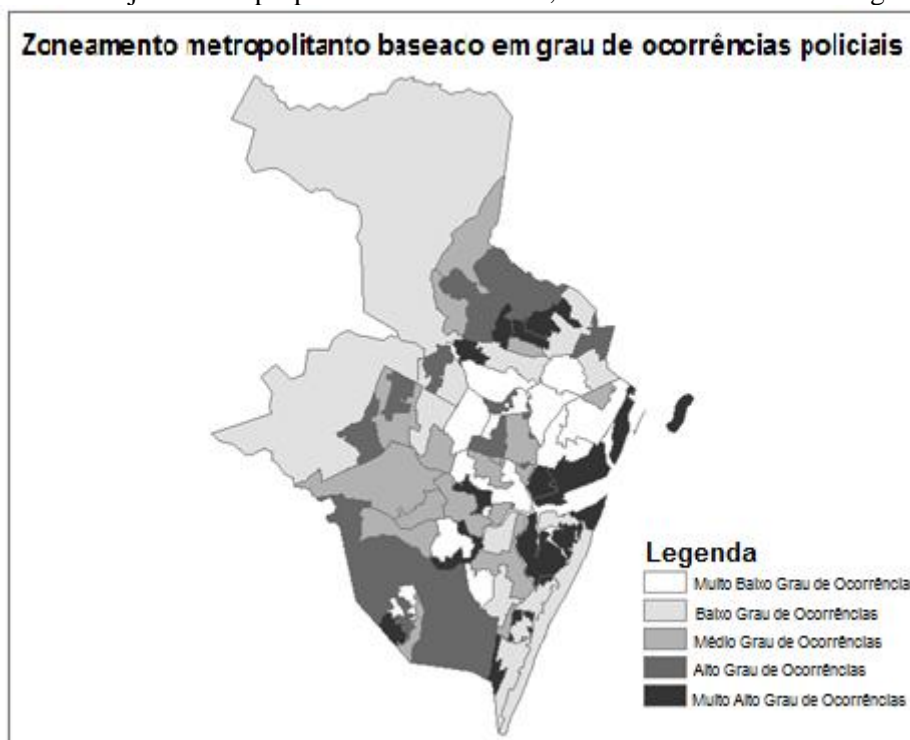 Zoneamento metropolitanto baseaco em grau de ocorrências policiais
Legenda
Muito Baixo Grau de Ocorrência
Baixo Grau de Ocorrências
Médio Grau de Ocorrências
Alto Grau de Ocorrências
Muito Alto Grau de Ocorrências